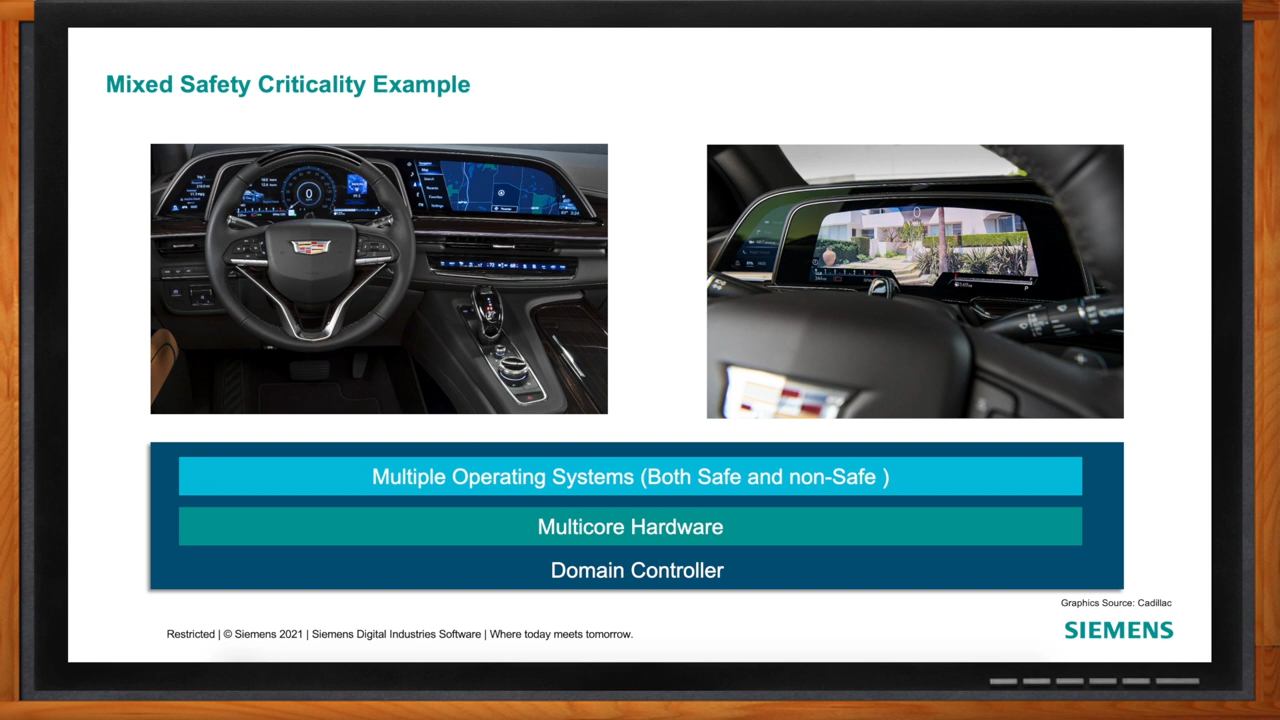 Mixed Safety Criticality Example
0
Multiple Operating Systems (Both Safe and non-Safe )
Multicore Hardware
Domain Controller
Graphics Source: Cadillac
Restricted | © Siemens 2021 | Siemens Digital Industries Software | Where today meets tomorrow.
SIEMENS